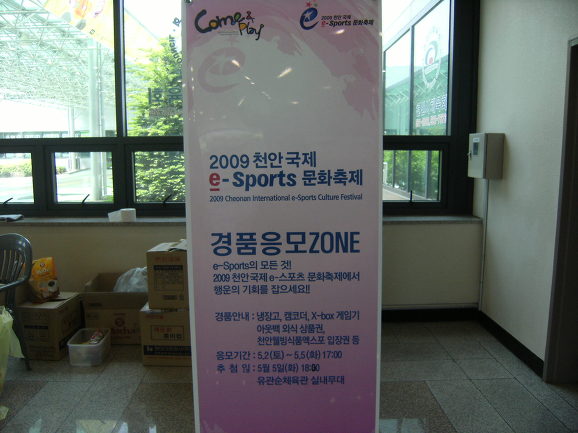 Come & Play
e 2009 천안 국제 e-Sports 문화축제
2009 천안 국제
e-Sports 문화축제
2009 Cheonan International e-Sports Culture Festival
경품응모ZONE
e-Sports의 모든 것!
2009 천안 국제 e-스포츠 문화축제에서
행운의 기회를 잡으세요!!
경품안내 : 냉장고, 캠코더, X-box 게임기
아웃백 외식 상품권,
천안웰빙식품엑스포 입장권 등
응모기간 : 5.2(토) ~ 5.5(화) 17:00
추 첨 일 : 5월 5일(화) 18:00
유관순체육관 실내무대